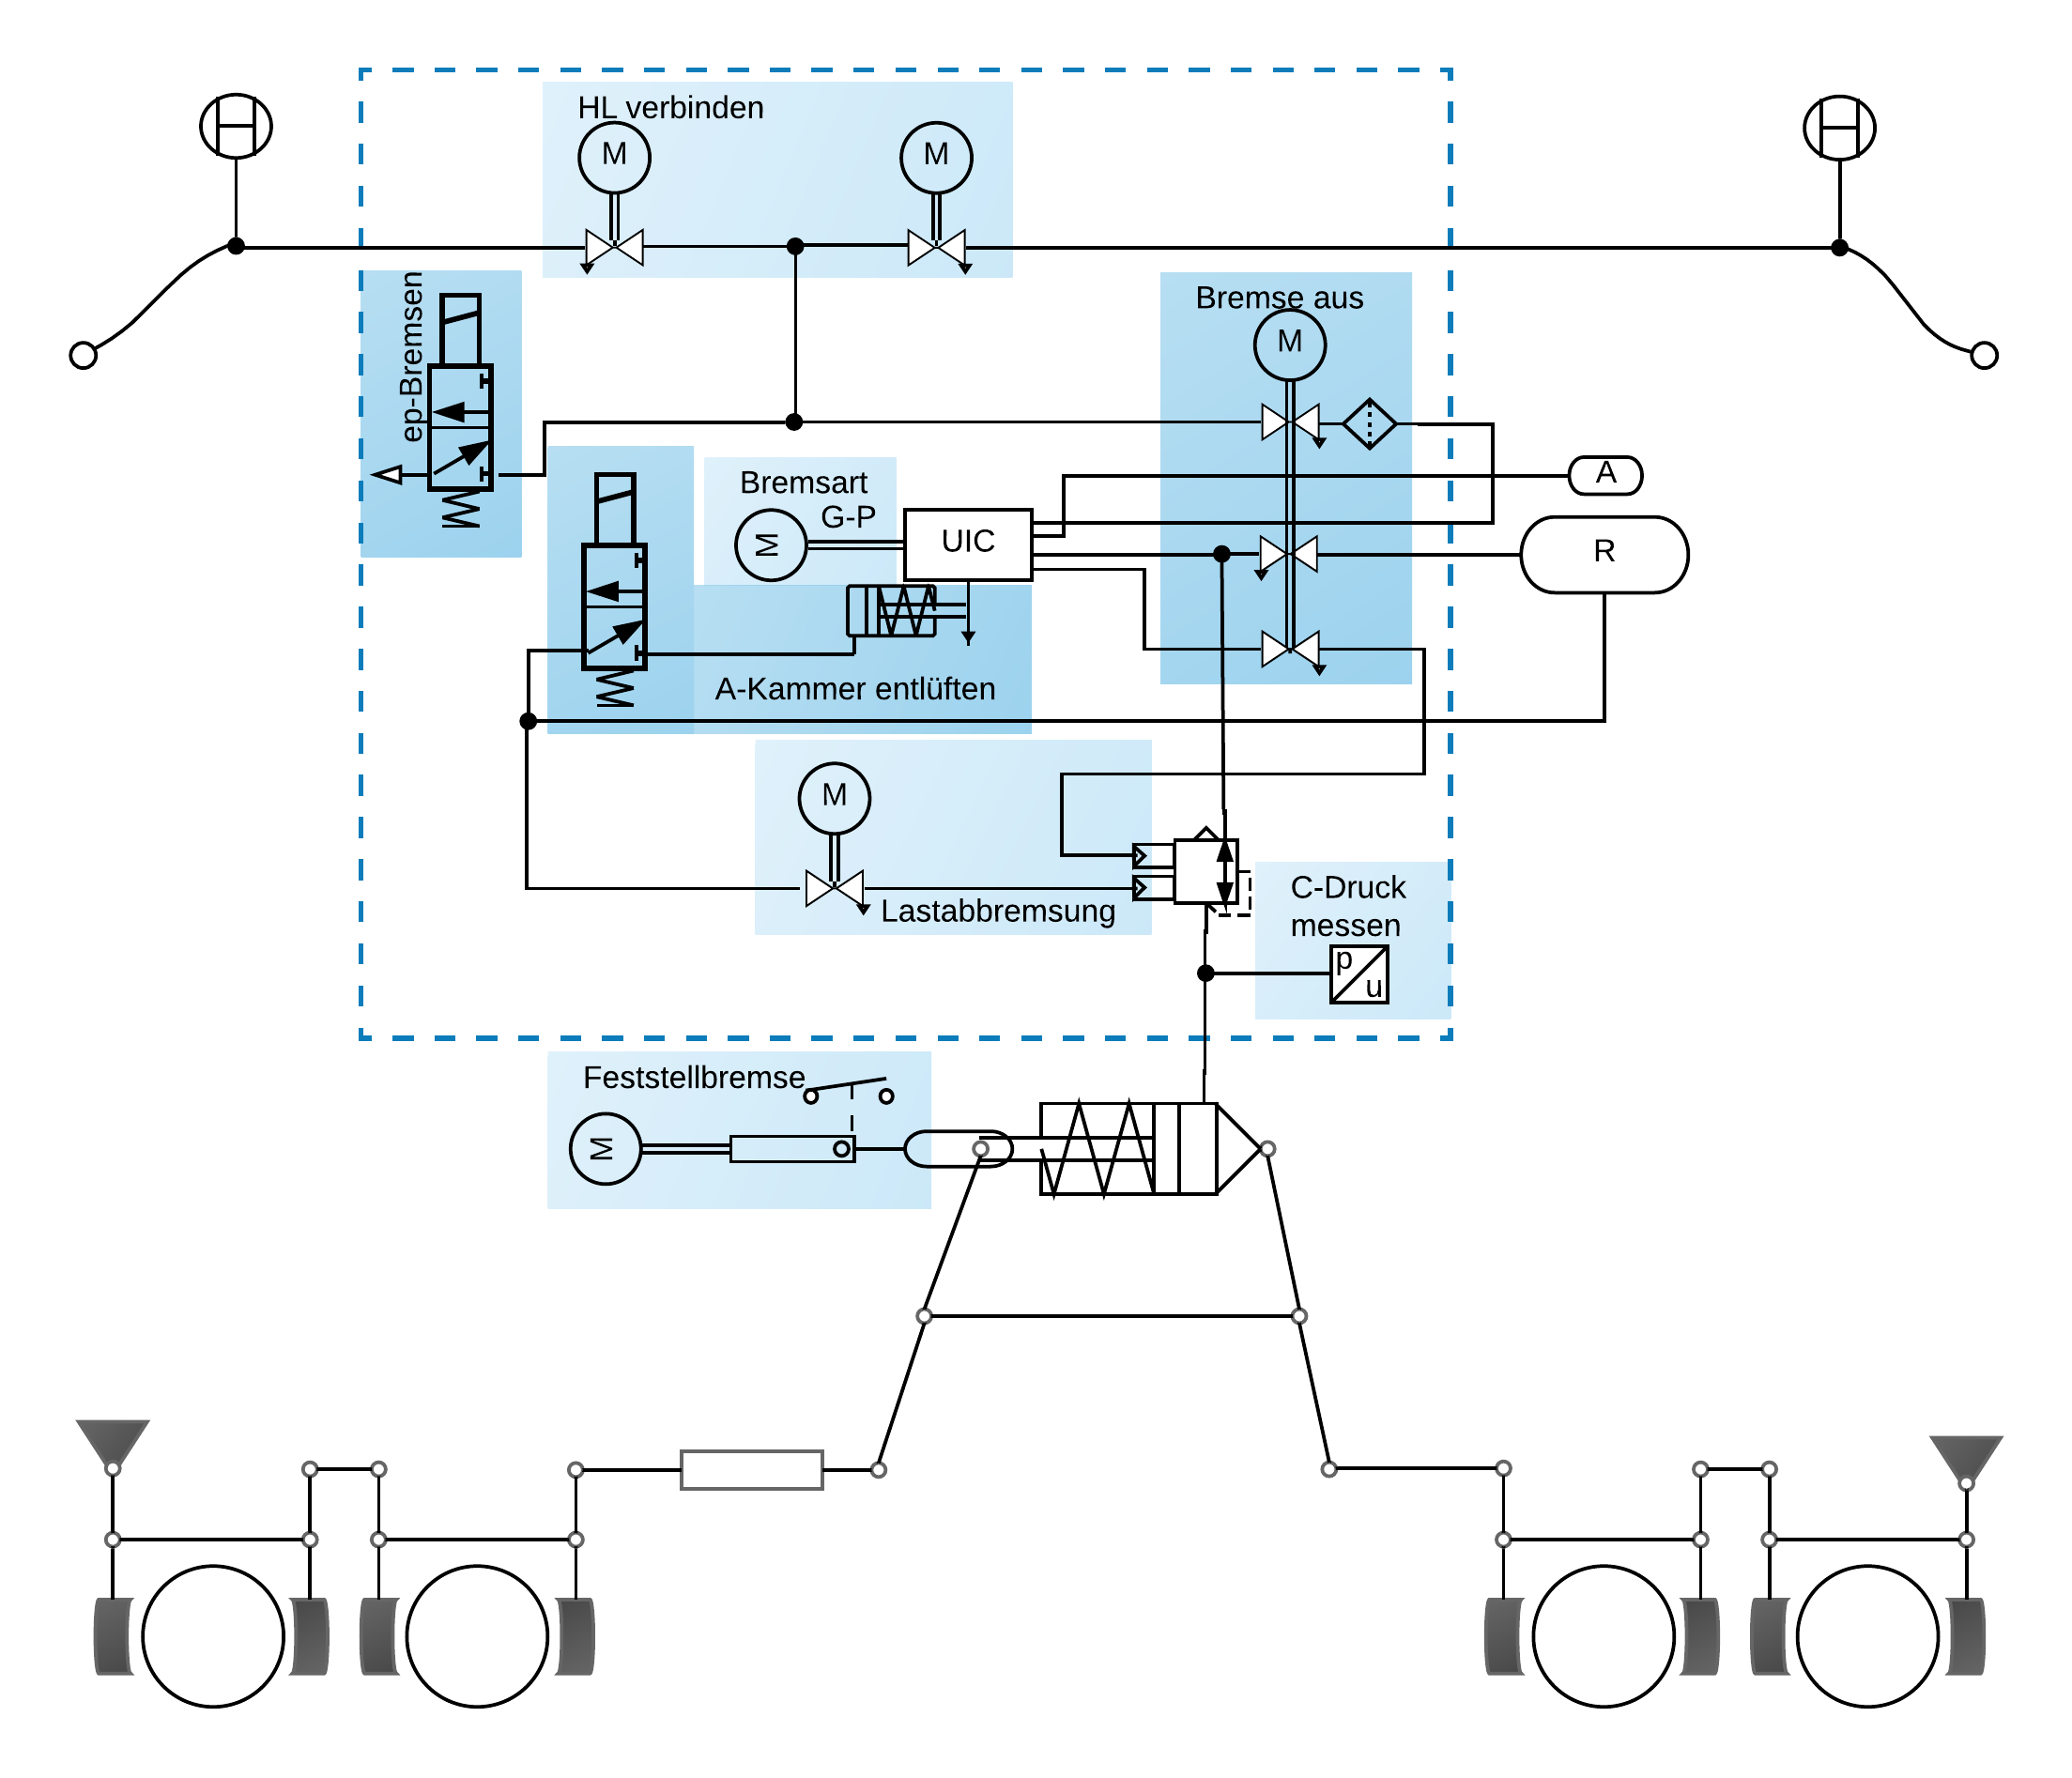 HL verbinden
M
M
ep-Bremsen
Bremse aus
M
Bremsart
G-P
M
UIC
A
R
A-Kammer entlüften
M
Lastabbremsung
C-Druck
messen
p
u
Feststellbremse
M